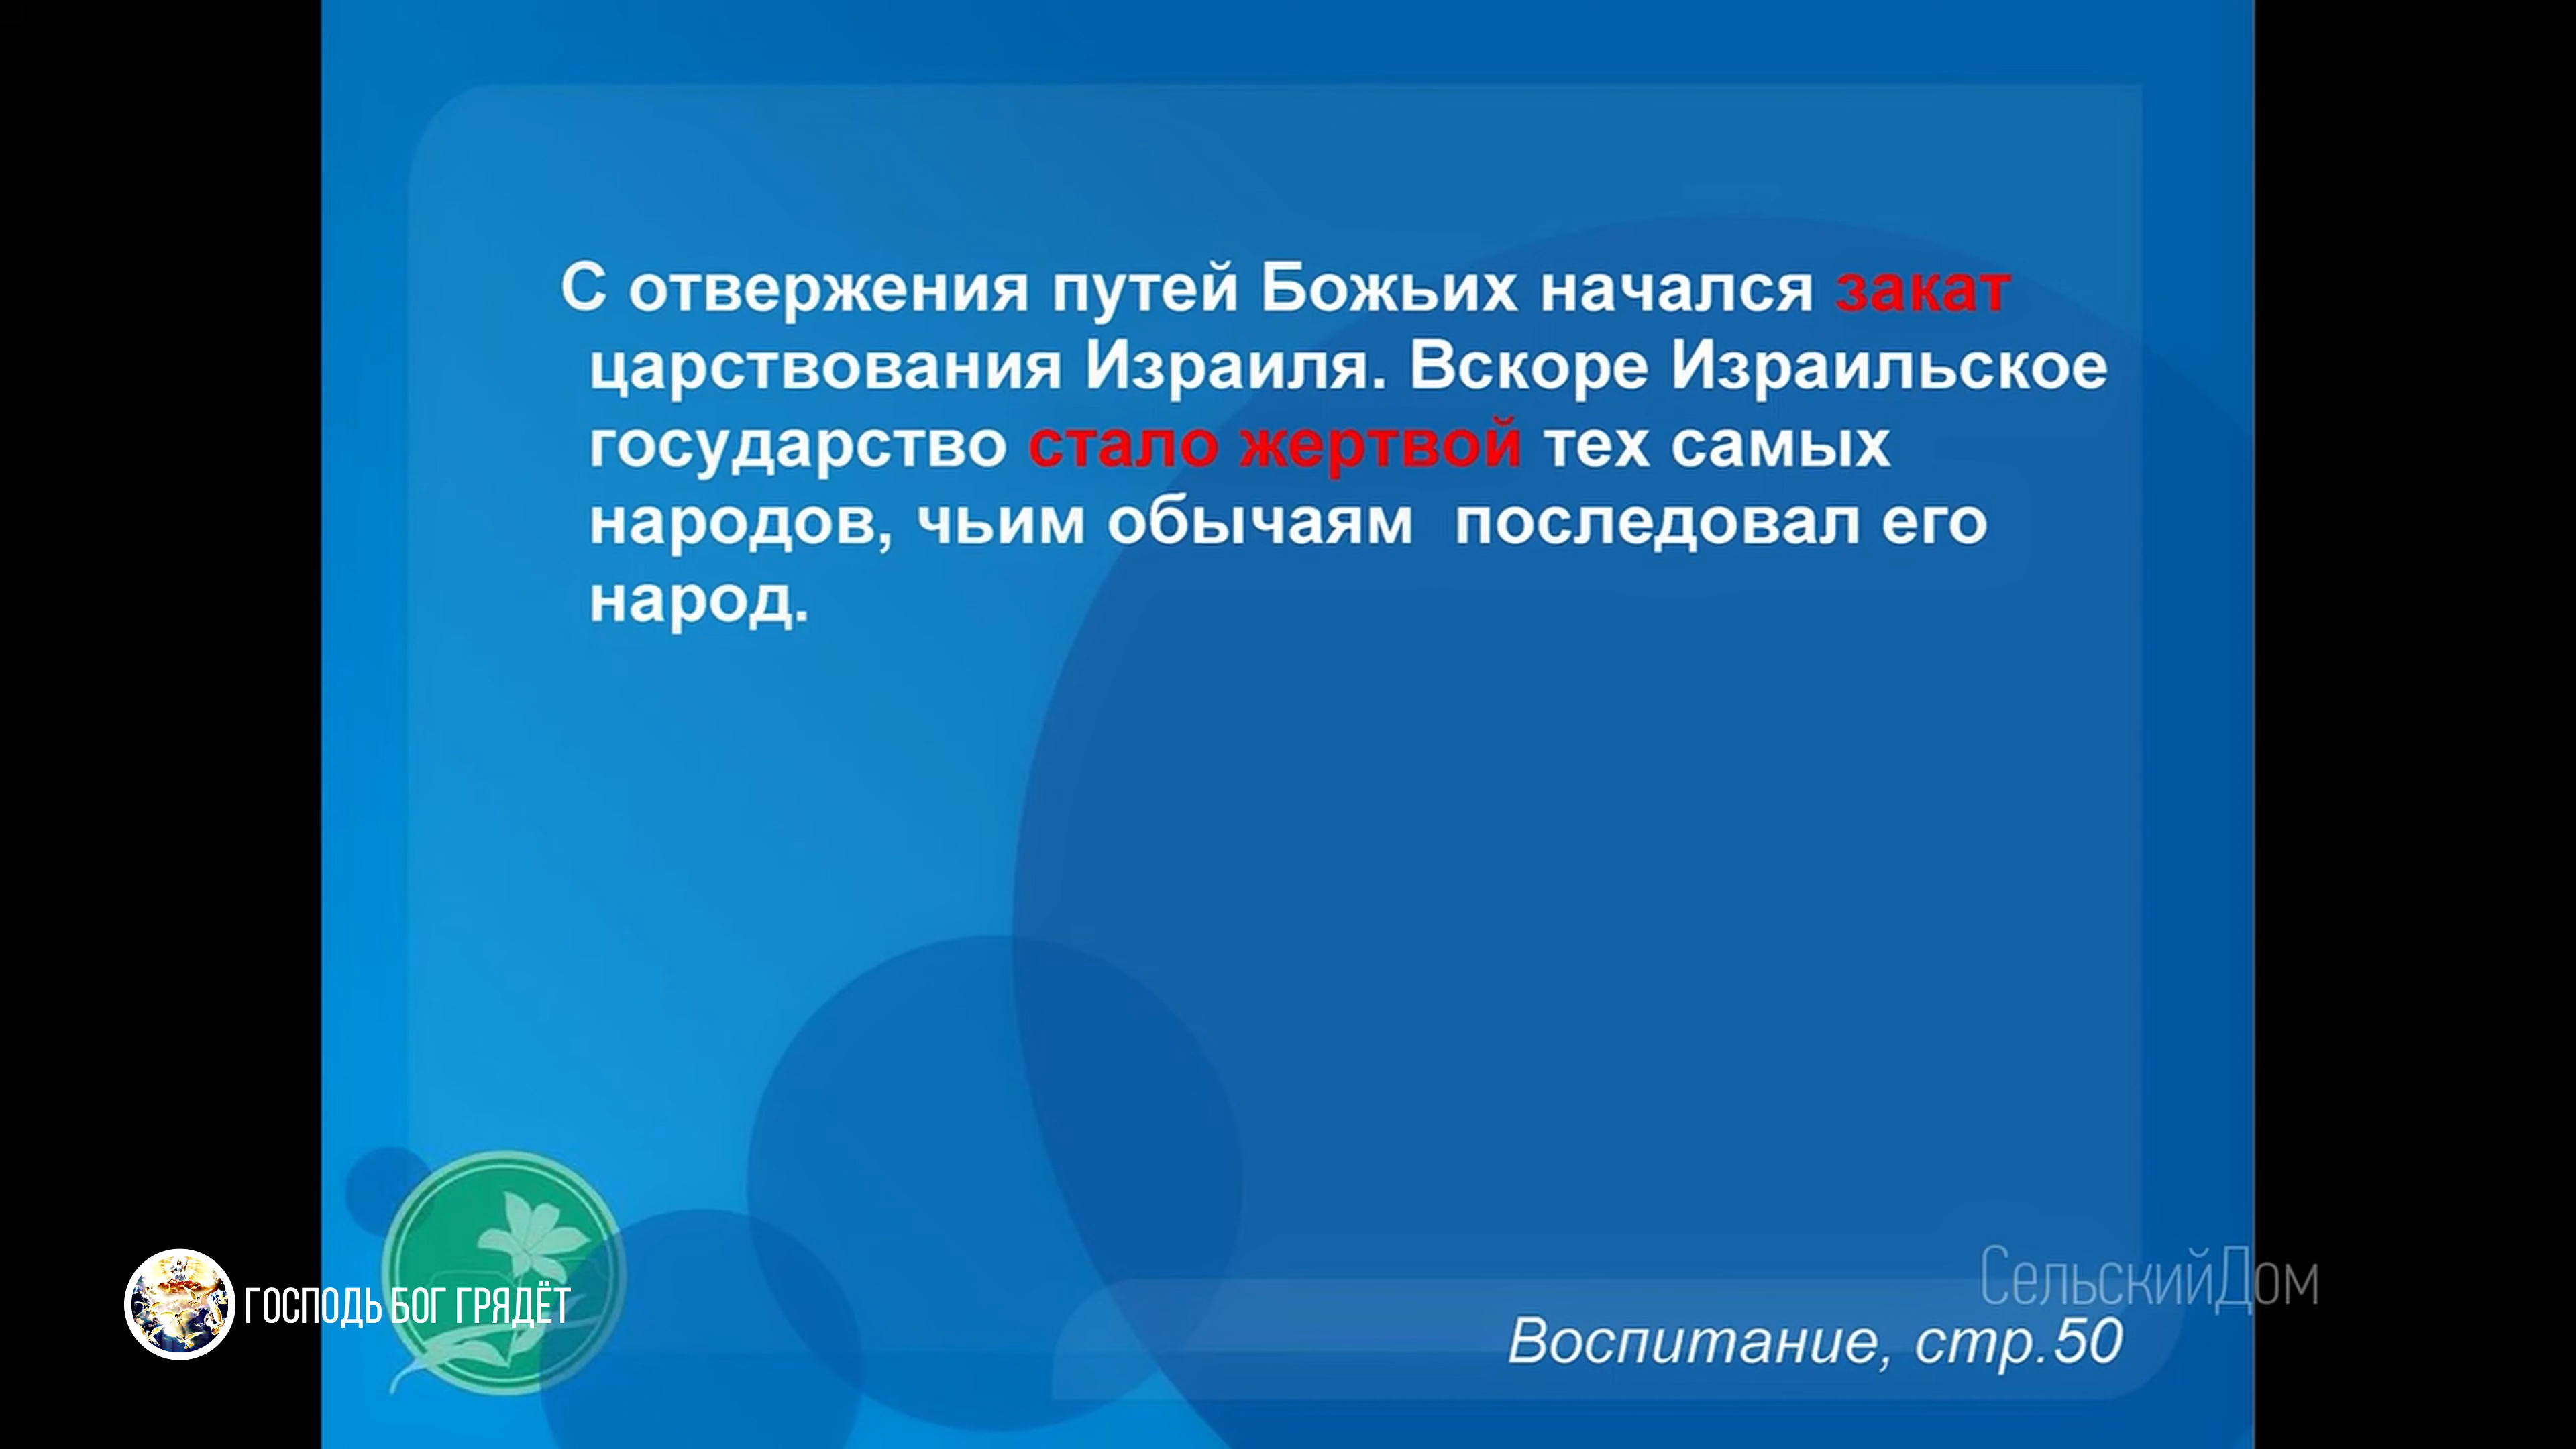 С отвержения путей Божьих начался закат
царствования Израиля. Вскоре Израильское
государство стало жертвой тех самых
народов, чьим обычаям  последовал его
народ.
СельскийДом
ГОСПОДЬ БОГ ГРЯДЁТ
Воспитание, стр.50